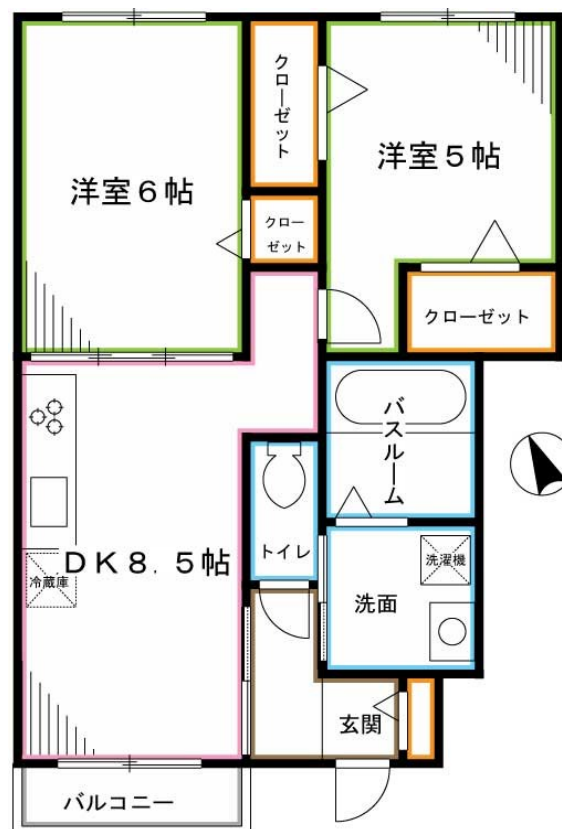 クローゼット
洋室6帖
洋室5帖
クロー
ゼット
クローゼット
バスルーム
トイレ
DK8.5帖
冷蔵庫
洗濯機
洗面
玄関
バルコニー